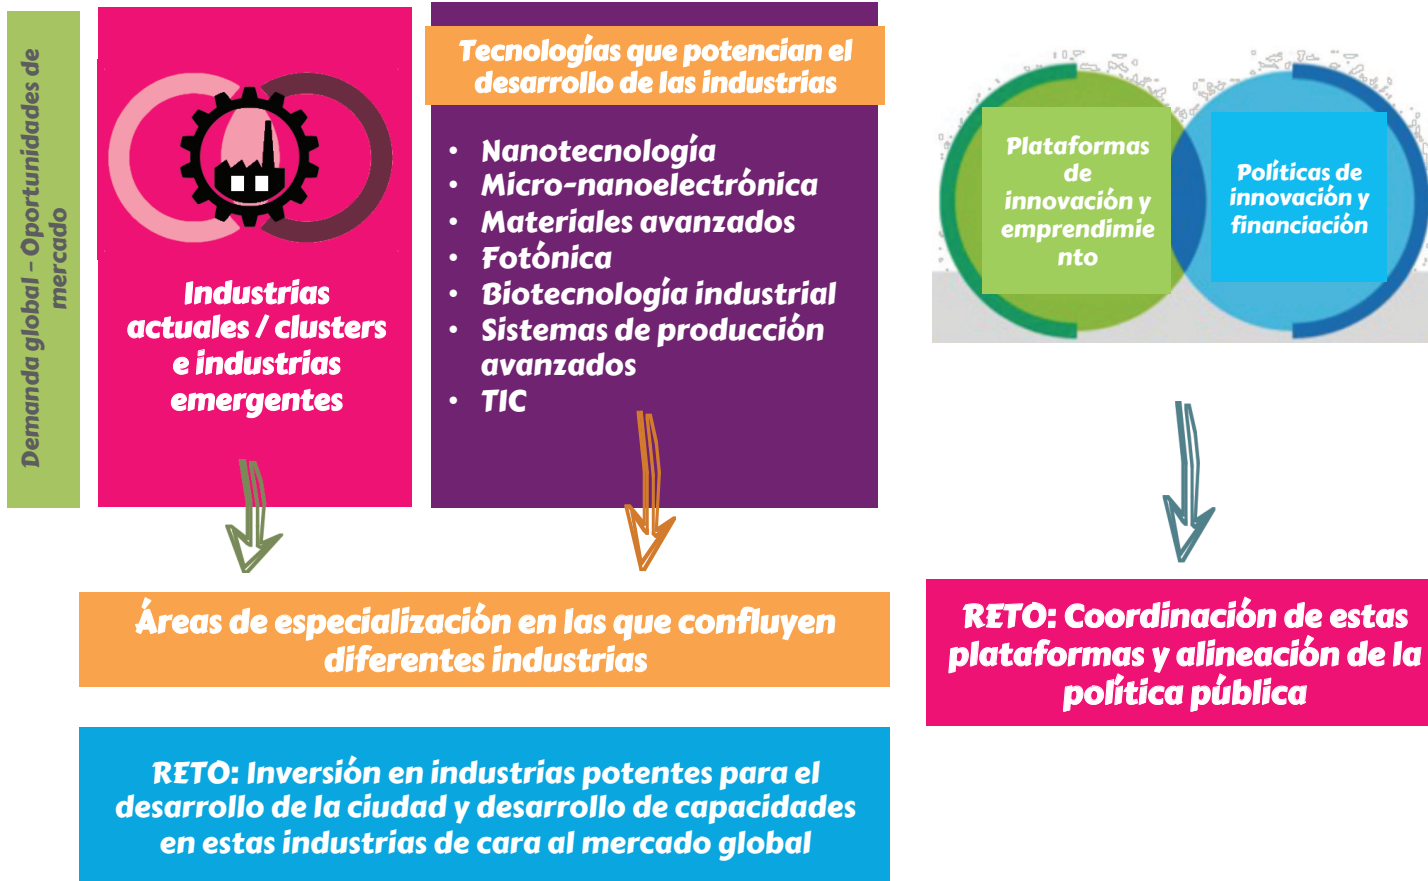 Demanda global – Oportunidades de
mercado
Industrias
actuales / clusters
e industrias
emergentes
Tecnologías que potencian el
desarrollo de las industrias
• Nanotecnología
• Micro-nanoelectrónica
• Materiales avanzados
• Fotónica
• Biotecnología industrial
• Sistemas de producción
avanzados
• TIC
Plataformas
de
innovación y
emprendimie
nto
Políticas de
innovación y
financiación
Áreas de especialización en las que confluyen
diferentes industrias
RETO: Inversión en industrias potentes para el
desarrollo de la ciudad y desarrollo de capacidades
en estas industrias de cara al mercado global
RETO: Coordinación de estas
plataformas y alineación de la
política pública